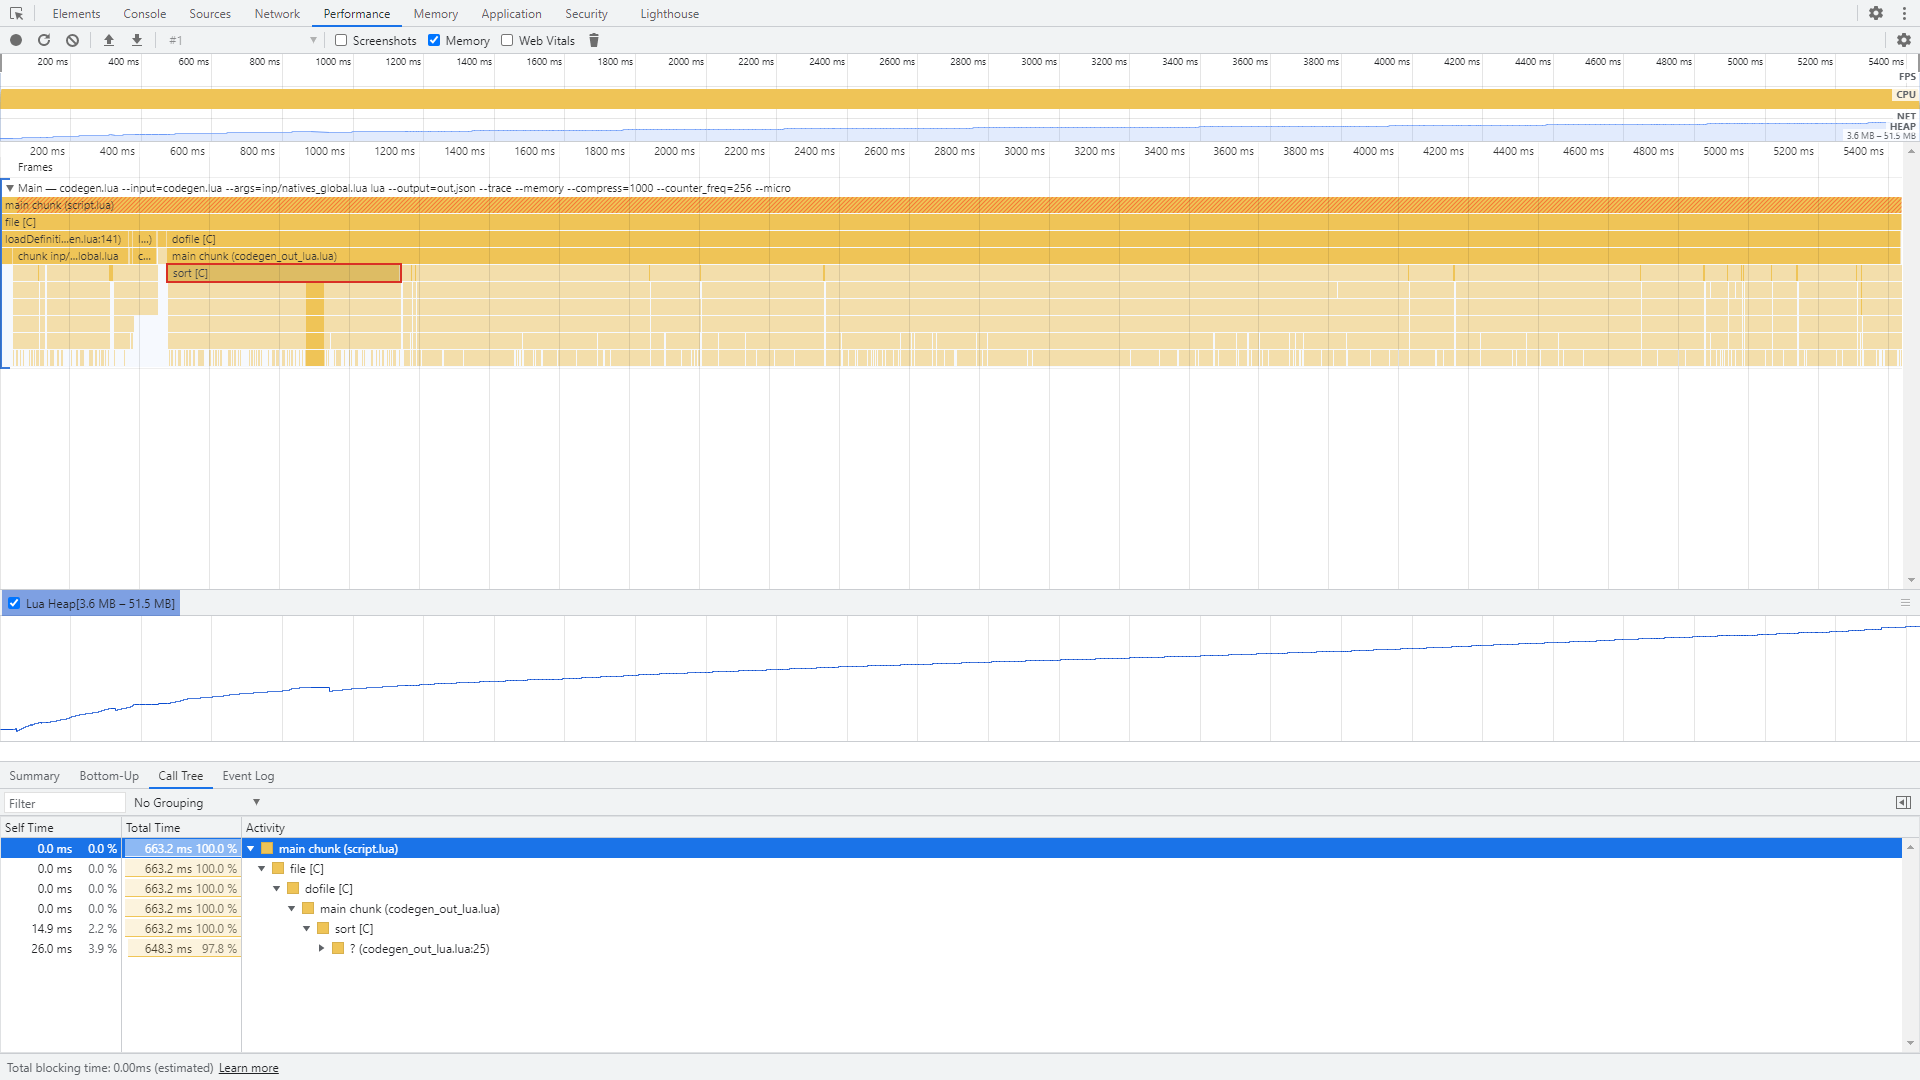 Elements Console Sources Network Performance Memory Application Security Lighthouse
#1 Screenshots Memory Web Vitals
200 ms 400 ms 600 ms 800 ms 1000 ms 1200 ms 1400 ms 1600 ms 1800 ms 2000 ms 2200 ms 2400 ms 2600 ms 2800 ms 3000 ms 3200 ms 3400 ms 3600 ms 3800 ms 4000 ms 4200 ms 4400 ms 4600 ms 4800 ms 5000 ms 5200 ms 5400 ms
FPS
CPU
NET
HEAP
3.6 MB – 51.5 MB
200 ms 400 ms 600 ms 800 ms 1000 ms 1200 ms 1400 ms 1600 ms 1800 ms 2000 ms 2200 ms 2400 ms 2600 ms 2800 ms 3000 ms 3200 ms 3400 ms 3600 ms 3800 ms 4000 ms 4200 ms 4400 ms 4600 ms 4800 ms 5000 ms 5200 ms 5400 ms
Frames
Main — codegen.lua --input=codegen.lua --args=inp/natives_global.lua lua --output=out.json --trace --memory --compress=1000 --counter_freq=256 --micro
main chunk (script.lua)
file [C]
loadDefiniti...en.lua:141) l...) dofile [C]
chunk inp/...lobal.lua c... main chunk (codegen_out_lua.lua)
sort [C]
Lua Heap[3.6 MB – 51.5 MB]
Summary Bottom-Up Call Tree Event Log
Filter No Grouping
Self Time Total Time Activity
0.0 ms 0.0 % 663.2 ms 100.0 % main chunk (script.lua)
0.0 ms 0.0 % 663.2 ms 100.0 % file [C]
0.0 ms 0.0 % 663.2 ms 100.0 % dofile [C]
0.0 ms 0.0 % 663.2 ms 100.0 % main chunk (codegen_out_lua.lua)
14.9 ms 2.2 % 663.2 ms 100.0 % sort [C]
26.0 ms 3.9 % 648.3 ms 97.8 % ? (codegen_out_lua.lua:25)
Total blocking time: 0.00ms (estimated) Learn more